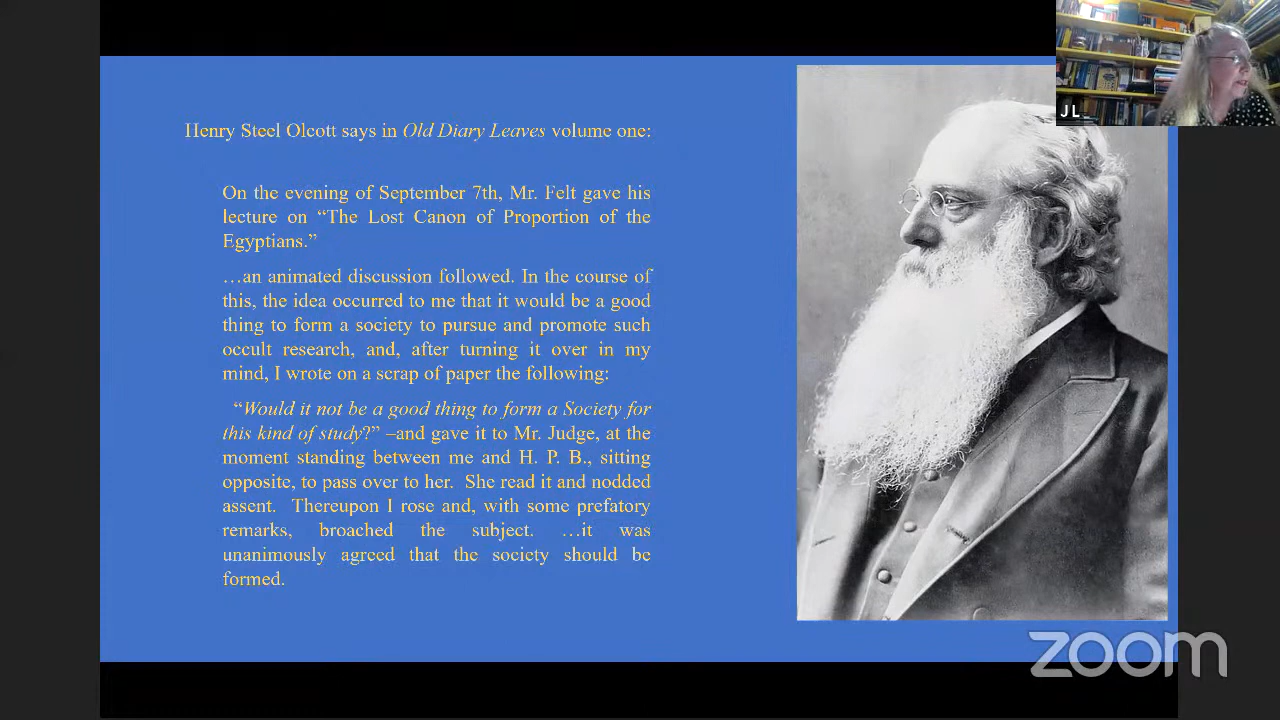 Henry Steel Olcott says in Old Diary Leaves volume one:
On the evening of September 7th, Mr. Felt gave his
lecture on “The Lost Canon of Proportion of the
Egyptians.”
…an animated discussion followed. In the course of
this, the idea occurred to me that it would be a good
thing to form a society to pursue and promote such
occult research, and, after turning it over in my
mind, I wrote on a scrap of paper the following:
“Would it not be a good thing to form a Society for
this kind of study?” –and gave it to Mr. Judge, at the
moment standing between me and H. P. B., sitting
opposite, to pass over to her. She read it and nodded
assent. Thereupon I rose and, with some prefatory
remarks, broached the subject. …it was
unanimously agreed that the society should be
formed.
J L
zoom